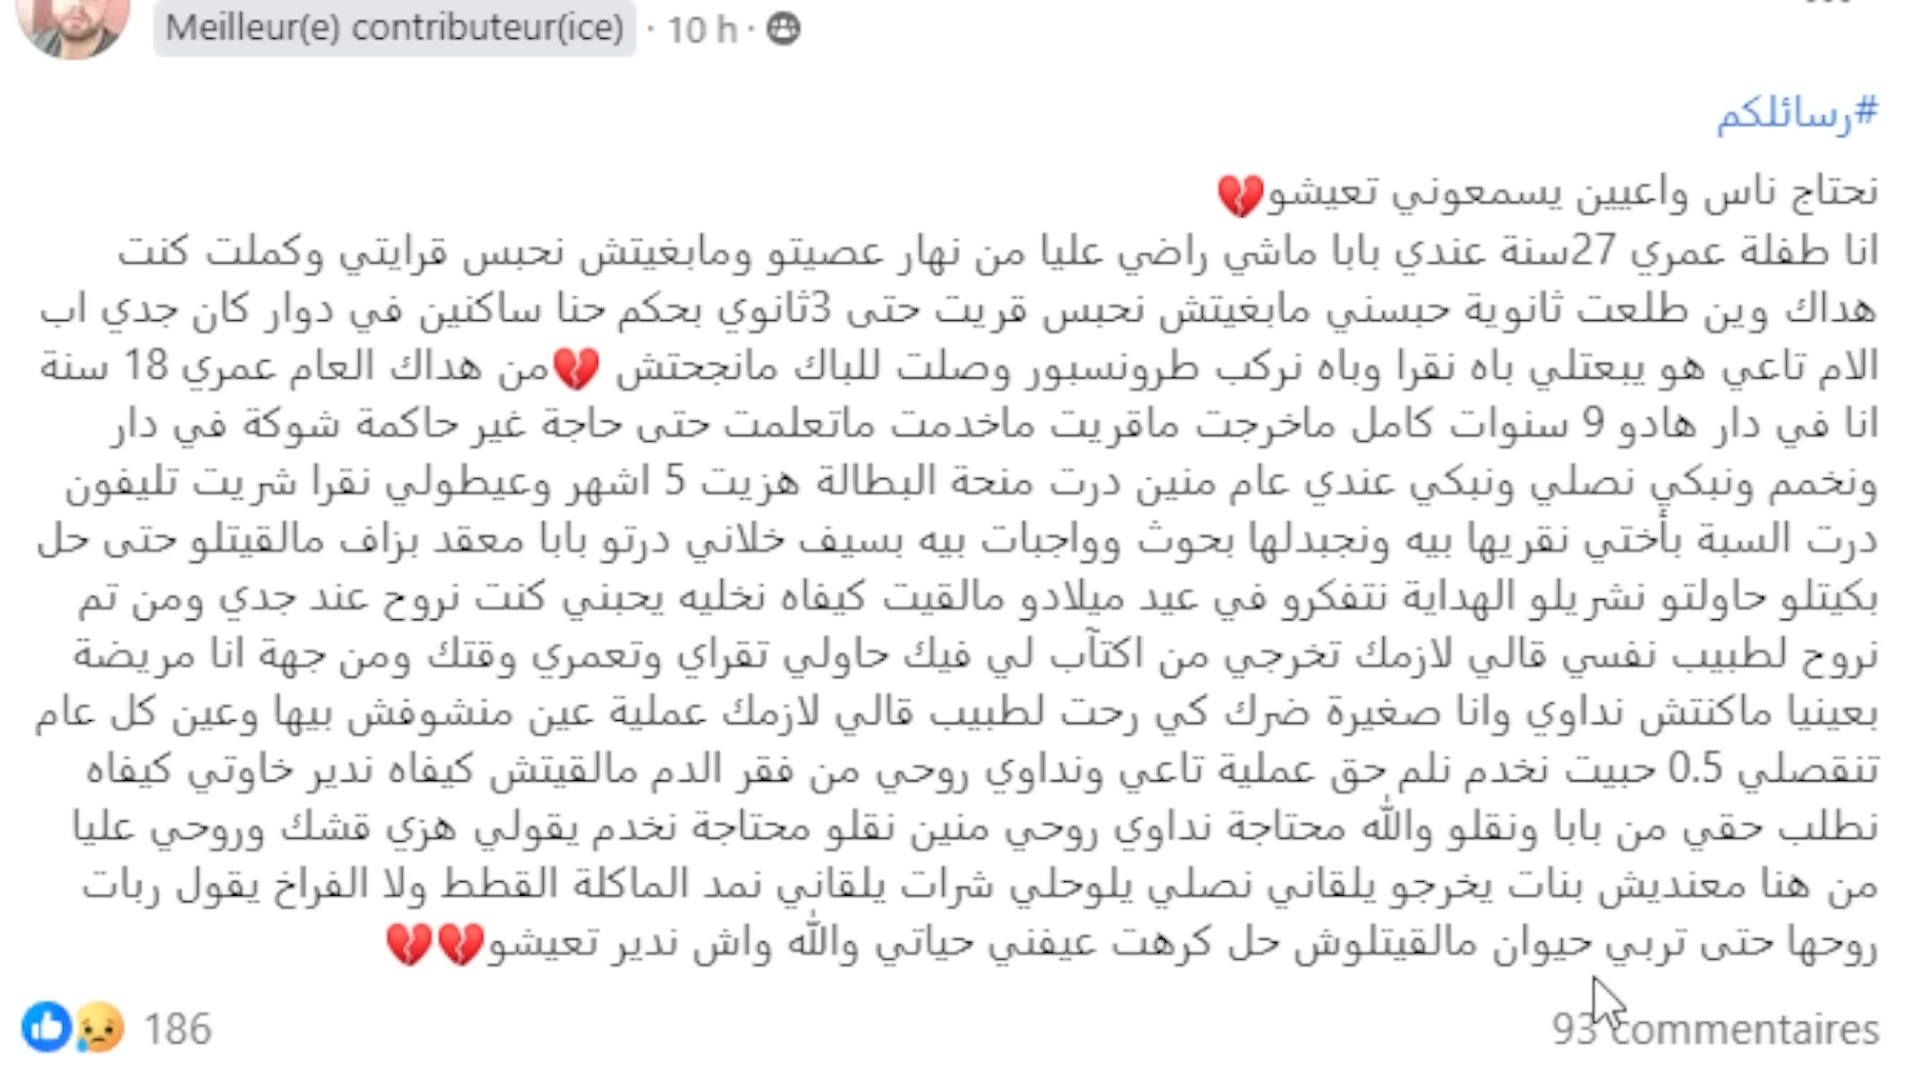 Meilleur(e) contributeur(ice) · 10 h ·
#رسائلكم
نحتاج ناس واعيين يسمعوني تعيشو💔
انا طفلة عمري 27سنة عندي بابا ماشي راضي عليا من نهار عصيتو ومابغيتش نحبس قرايتي وكملت كنت
هداك وين طلعت ثانوية حبسني مابغيتش نحبس قريت حتى 3ثانوي بحكم حنا ساكنين في دوار كان جدي اب
الام تاعي هو يبعتلي باه نقرا وباه نركب طرونسبور وصلت للباك مانجحتش 💔من هداك العام عمري 18 سنة
انا في دار هادو 9 سنوات كامل ماخرجت ماقريت ماخدمت ماتعلمت حتى حاجة غير حاكمة شوكة في دار
ونخمم ونبكي نصلي ونبكي عندي عام منين درت منحة البطالة هزيت 5 اشهر وعيطولي نقرا شريت تليفون
درت السبة بأختي نقريها بيه ونجبدلها بحوث وواجبات بيه بسيف خلاني درتو بابا معقد بزاف مالقيتلو حتى حل
بكيتلو حاولتو نشريلو الهداية نتفكرو في عيد ميلادو مالقيت كيفاه نخليه يحبني كنت نروح عند جدي ومن تم
نروح لطبيب نفسي قالي لازمك تخرجي من اكتآب لي فيك حاولي تقراي وتعمري وقتك ومن جهة انا مريضة
بعينيا ماكنتش نداوي وانا صغيرة ضرك كي رحت لطبيب قالي لازمك عملية عين منشوفش بيها وعين كل عام
تنقصلي 0.5 حبيت نخدم نلم حق عملية تاعي ونداوي روحي من فقر الدم مالقيتش كيفاه ندير خاوتي كيفاه
نطلب حقي من بابا ونقلو والله محتاجة نداوي روحي منين نقلو محتاجة نخدم يقولي هزي قشك وروحي عليا
من هنا معنديش بنات يخرجو يلقاني نصلي يلوحلي شرات يلقاني نمد الماكلة القطط ولا الفراخ يقول ربات
روحها حتى تربي حيوان مالقيتلوش حل كرهت عيفني حياتي والله واش ندير تعيشو💔💔
186
93 commentaires